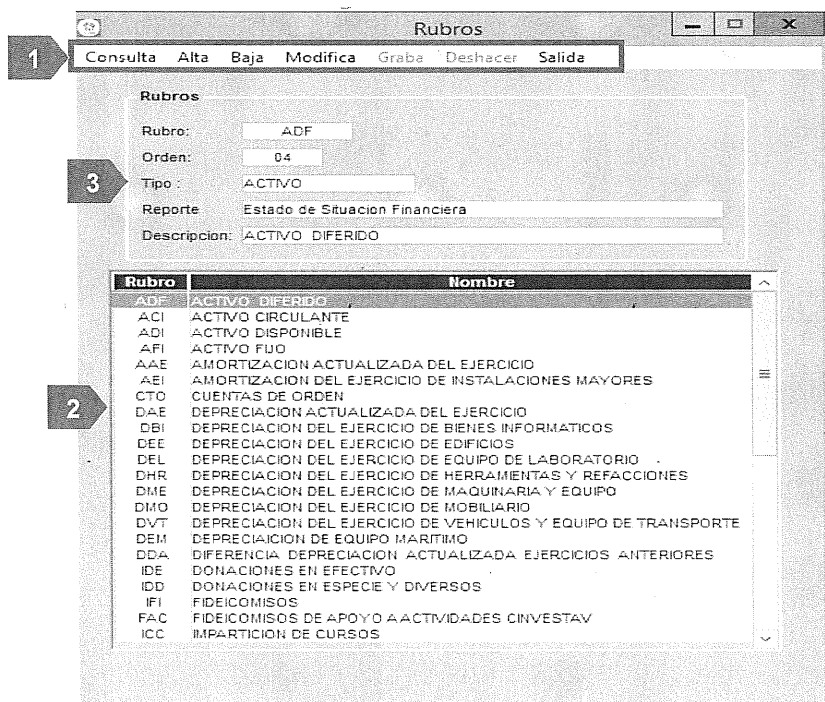 Rubros
1
Consulta Alta Baja Modifica Graba Deshacer Salida
Rubros
Rubro: ADF
Orden: 04
3
Tipo : ACTIVO
Reporte Estado de Situacion Financiera
Descripcion: ACTIVO DIFERIDO
Rubro Nombre
ADF ACTIVO DIFERIDO
ACI ACTIVO CIRCULANTE
ADI ACTIVO DISPONIBLE
AFI ACTIVO FIJO
AAE AMORTIZACION ACTUALIZADA DEL EJERCICIO
AEI AMORTIZACION DEL EJERCICIO DE INSTALACIONES MAYORES
CTO CUENTAS DE ORDEN
2
DAE DEPRECIACION ACTUALIZADA DEL EJERCICIO
DBI DEPRECIACION DEL EJERCICIO DE BIENES INFORMATICOS
DEE DEPRECIACION DEL EJERCICIO DE EDIFICIOS
DEL DEPRECIACION DEL EJERCICIO DE EQUIPO DE LABORATORIO
DHR DEPRECIACION DEL EJERCICIO DE HERRAMIENTAS Y REFACCIONES
DME DEPRECIACION DEL EJERCICIO DE MAQUINARIA Y EQUIPO
DMO DEPRECIACION DEL EJERCICIO DE MOBILIARIO
DVT DEPRECIACION DEL EJERCICIO DE VEHICULOS Y EQUIPO DE TRANSPORTE
DEM DEPRECIAICION DE EQUIPO MARITIMO
DDA DIFERENCIA DEPRECIACION ACTUALIZADA EJERCICIOS ANTERIORES
IDE DONACIONES EN EFECTIVO
IDD DONACIONES EN ESPECIE Y DIVERSOS
IFI FIDEICOMISOS
FAC FIDEICOMISOS DE APOYO A ACTIVIDADES CINVESTAV
ICC IMPARTICION DE CURSOS